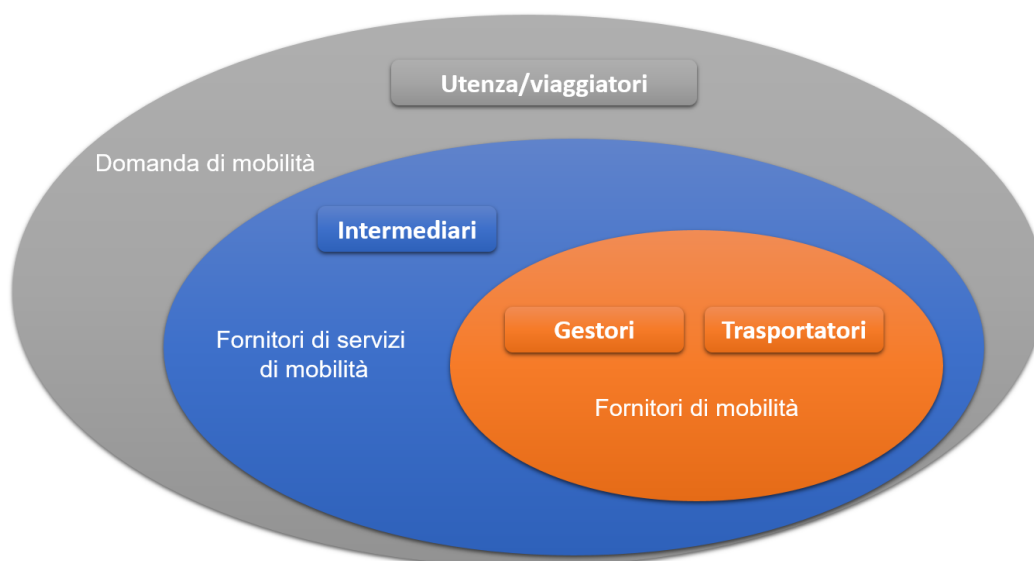 Utenza/viaggiatori
Domanda di mobilità
Intermediari
Fornitori di servizi
di mobilità
Gestori
Trasportatori
Fornitori di mobilità